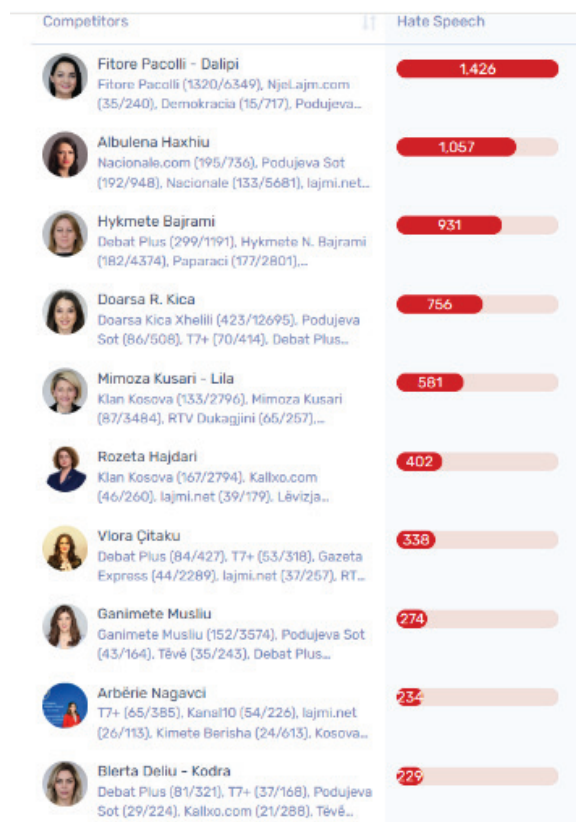 Competitors Hate Speech
Fitore Pacolli - Dalipi
Fitore Pacolli (1320/6349), NjeLajm.com
(35/240), Demokracia (15/717), Podujeva...
1,426
Albulena Haxhiu
Nacionale.com (195/736), Podujeva Sot
(192/948), Nacionale (133/5681), lajmi.net...
1,057
Hykmete Bajrami
Debat Plus (299/1191), Hykmete N. Bajrami
(182/4374), Paparaci (177/2801),...
931
Doarsa R. Kica
Doarsa Kica Xhelili (423/12695), Podujeva
Sot (86/508), T7+ (70/414), Debat Plus...
756
Mimoza Kusari - Lila
Klan Kosova (133/2796), Mimoza Kusari
(87/3484), RTV Dukagjini (65/257),...
581
Rozeta Hajdari
Klan Kosova (167/2794), Kallxo.com
(46/260), lajmi.net (39/179), Lëvizja...
402
Vlora Çitaku
Debat Plus (84/427), T7+ (53/318), Gazeta
Express (44/2289), lajmi.net (37/257), RT...
338
Ganimete Musliu
Ganimete Musliu (152/3574), Podujeva Sot
(43/164), Tëvë (35/243), Debat Plus...
274
Arbërie Nagavci
T7+ (65/385), Kanal10 (54/226), lajmi.net
(26/113), Kimete Berisha (24/613), Kosova...
234
Blerta Deliu - Kodra
Debat Plus (81/321), T7+ (37/168), Podujeva
Sot (29/224), Kallxo.com (21/288), Tëvë...
229